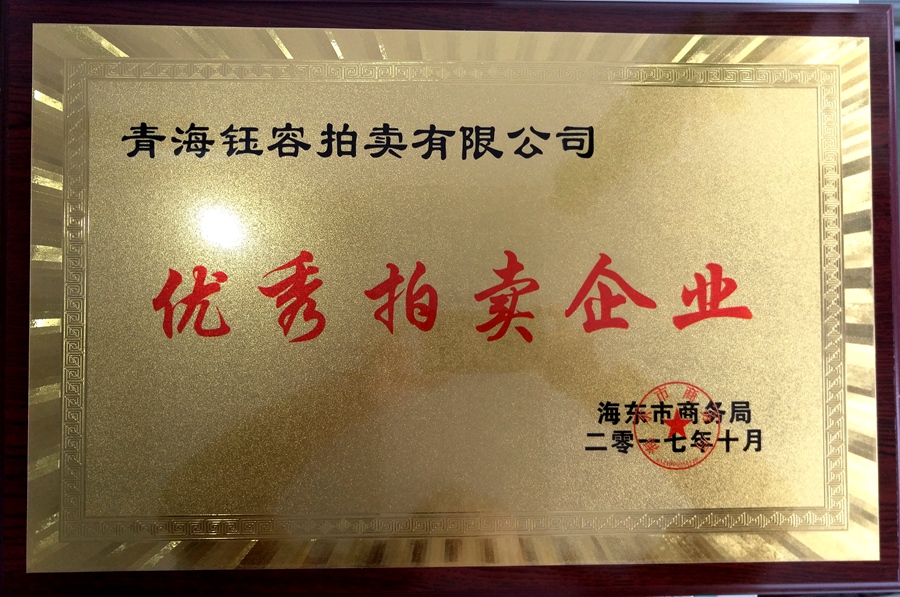 青海钰容拍卖有限公司
优秀拍卖企业
海东市商务局
二零一七年十月